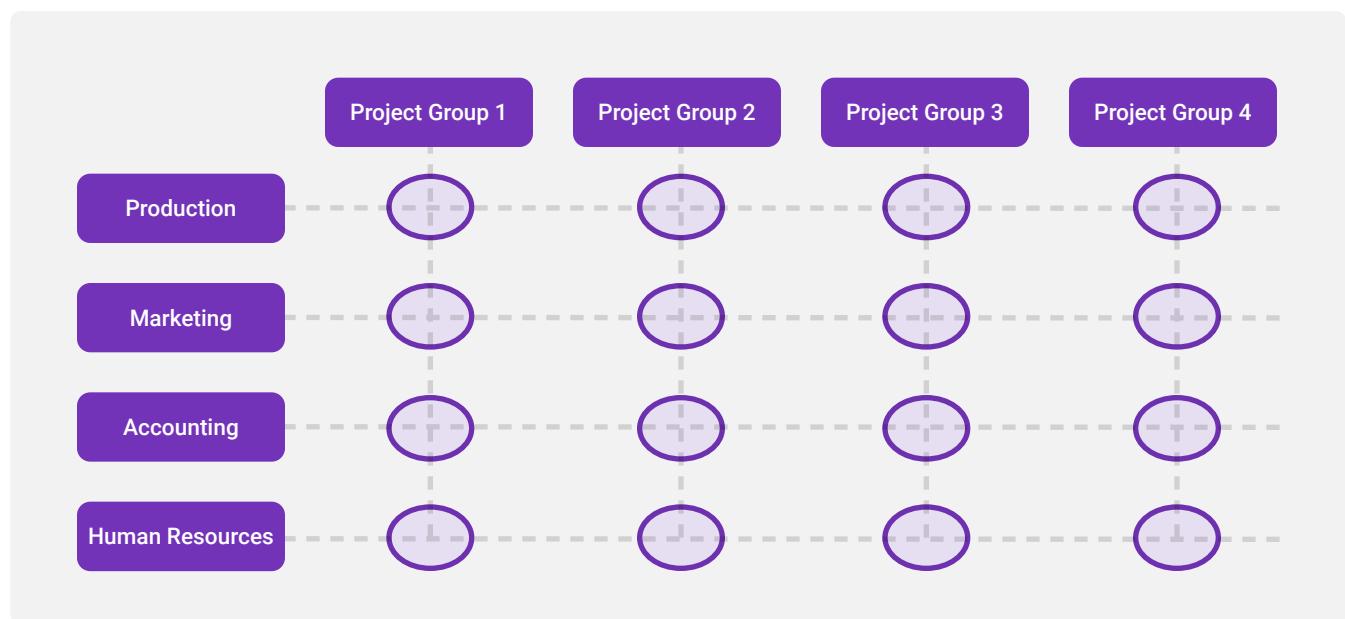 Project Group 1
Project Group 2
Project Group 3
Project Group 4
Production
Marketing
Accounting
Human Resources